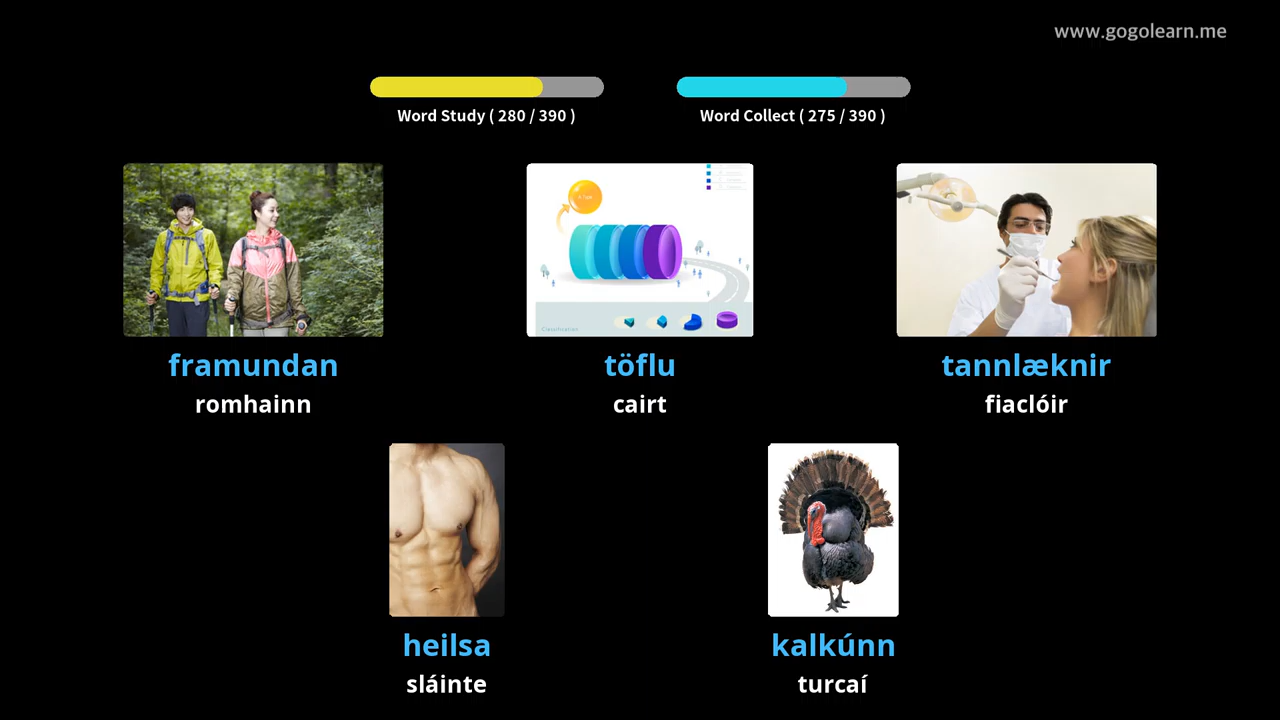 www.gogolearn.me
Word Study ( 280 / 390 )
Word Collect ( 275 / 390 )
framundan
romhainn
töflu
cairt
tannlæknir
fiaclóir
heilsa
sláinte
kalkúnn
turcaí